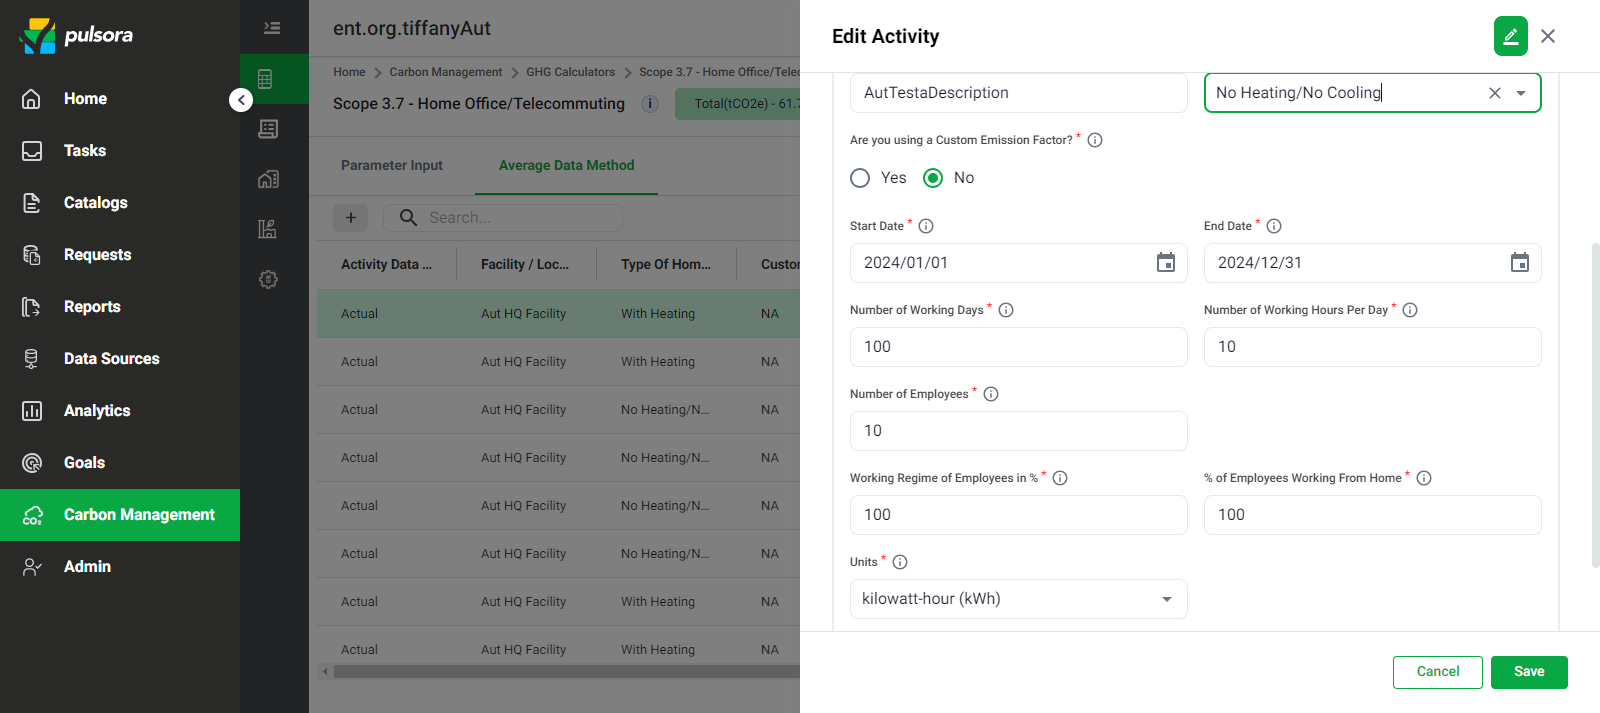 pulsora
Home
Tasks
Catalogs
Requests
Reports
Data Sources
Analytics
Goals
Carbon Management
Admin
ent.org.tiffanyAut
Home > Carbon Management > GHG Calculators > Scope 3.7 - Home Office/Telec
Scope 3.7 - Home Office/Telecommuting
Total(tCO2e) - 61.7
Parameter Input
Average Data Method
+
Search...
Activity Data ... Facility / Loc... Type Of Hom... Custor
Actual Aut HQ Facility With Heating NA
Actual Aut HQ Facility With Heating NA
Actual Aut HQ Facility No Heating/N... NA
Actual Aut HQ Facility No Heating/N... NA
Actual Aut HQ Facility No Heating/N... NA
Actual Aut HQ Facility No Heating/N... NA
Actual Aut HQ Facility With Heating NA
Actual Aut HQ Facility With Heating NA
Edit Activity
AutTestaDescription
No Heating/No Cooling
Are you using a Custom Emission Factor? *
Yes No
Start Date * End Date *
2024/01/01 2024/12/31
Number of Working Days * Number of Working Hours Per Day *
100 10
Number of Employees *
10
Working Regime of Employees in % * % of Employees Working From Home *
100 100
Units *
kilowatt-hour (kWh)
Cancel Save